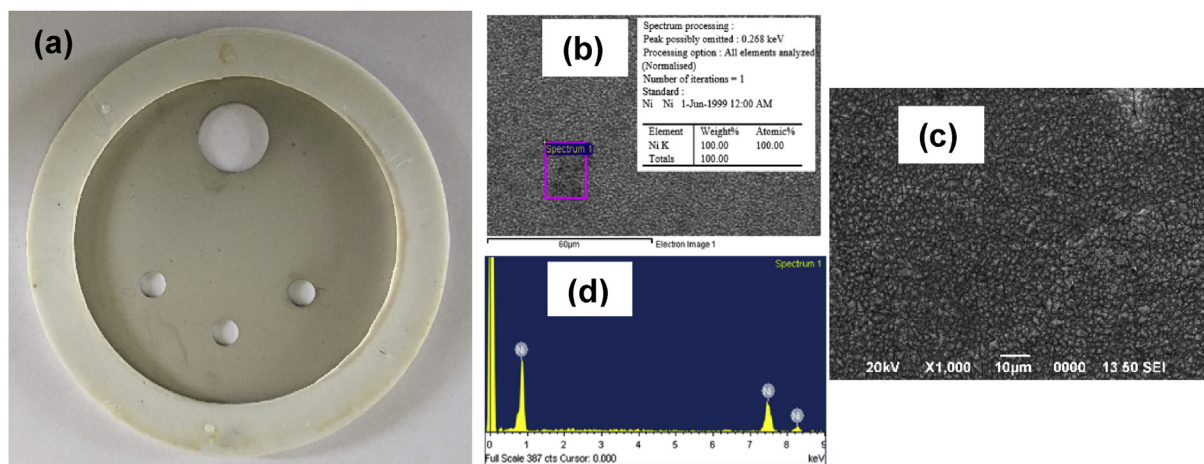 (a)
(b)
Spectrum processing :
Peak possibly omitted : 0.268 keV
Processing option : All elements analyzed
(Normalised)
Number of iterations = 1
Standard :
Ni Ni 1-Jun-1999 12:00 AM
Element Weight% Atomic%
Ni K 100.00 100.00
Totals 100.00
Spectrum 1
60µm Electron Image 1
(c)
20kV X1,000 10µm 0000 13 50 SEI
(d)
Spectrum 1
Ni
Ni
Ni
0 1 2 3 4 5 6 7 8 9
Full Scale 387 cts Cursor: 0.000 keV